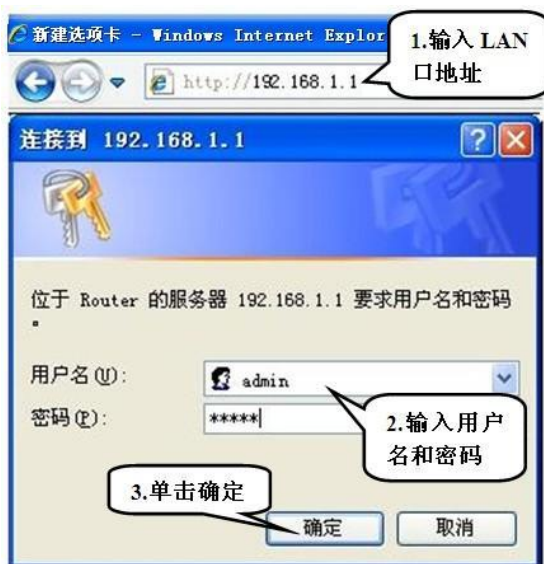 新建选项卡 - Windows Internet Explor
1.输入 LAN
口地址
http://192.168.1.1
连接到 192.168.1.1
位于 Router 的服务器 192.168.1.1 要求用户名和密码
。
用户名(U):
admin
密码(P):
*****
2.输入用户
名和密码
3.单击确定
确定
取消